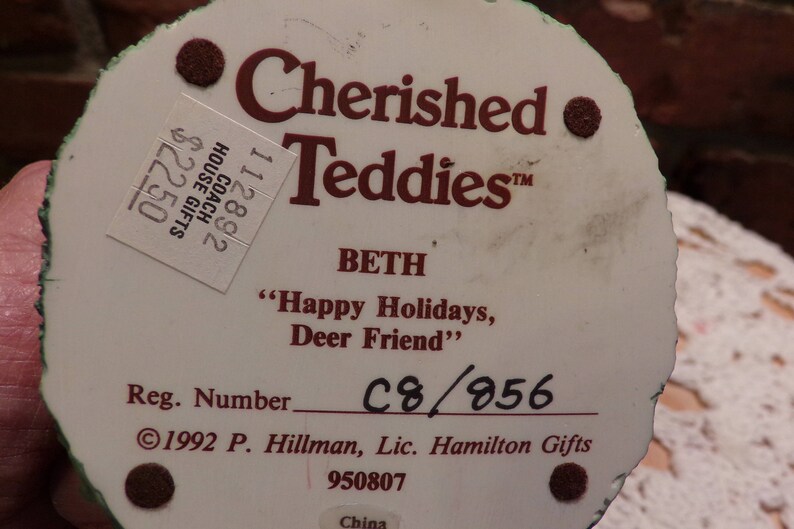 Cherished
Teddies™
112892
COACH
HOUSE GIFTS
$22.50
BETH
“Happy Holidays,
Deer Friend”
Reg. Number C8/856
©1992 P. Hillman, Lic. Hamilton Gifts
950807
China